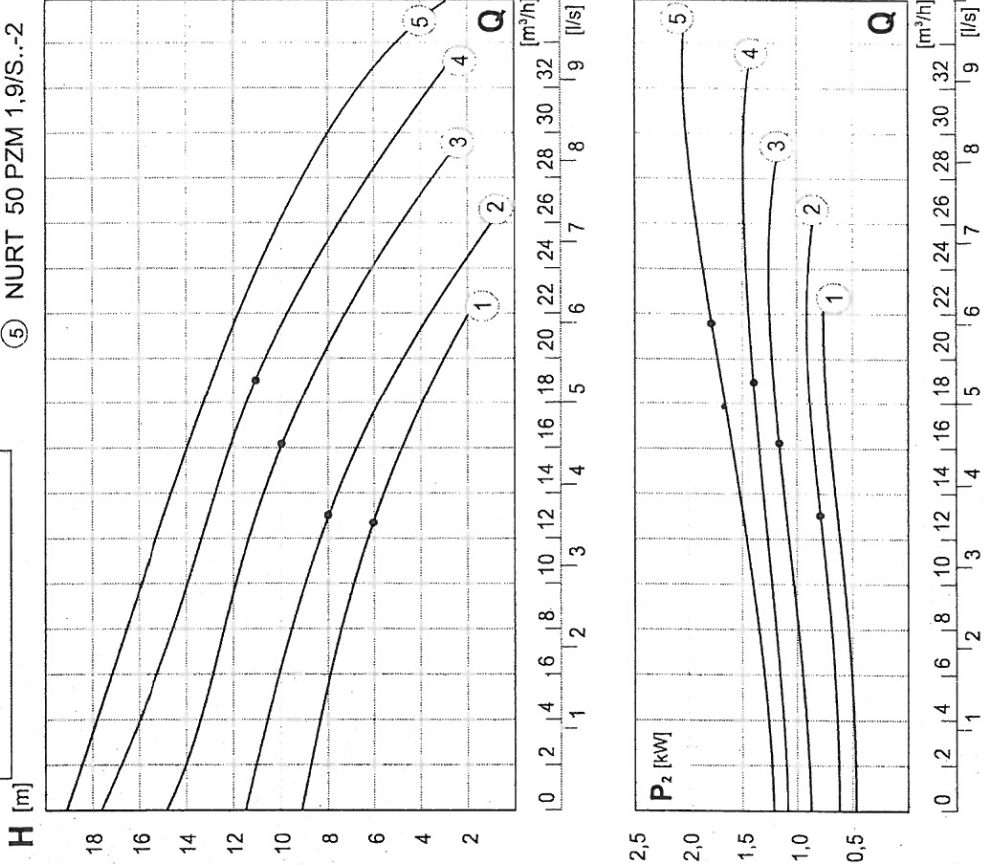 ⑤ NURT 50 PZM 1,9/S..-2
H [m]
18
16
14
12
10
8
6
4
2
5
4
3
2
1
Q
0 2 4 6 8 10 12 14 16 18 20 22 24 26 28 30 32 [m³/h]
1 2 3 4 5 6 7 8 9 [l/s]
P₂ [kW]
2,5
2,0
1,5
1,0
0,5
5
4
3
2
1
Q
0 2 4 6 8 10 12 14 16 18 20 22 24 26 28 30 32 [m³/h]
1 2 3 4 5 6 7 8 9 [l/s]